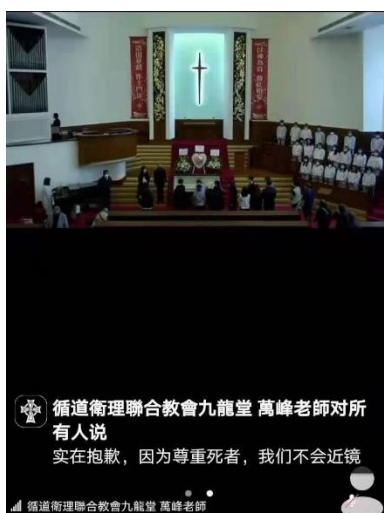 循道衛理聯合教會九龍堂 萬峰老師对所
有人说
实在抱歉，因为尊重死者，我们不会近镜
循道衛理聯合教會九龍堂 萬峰老師